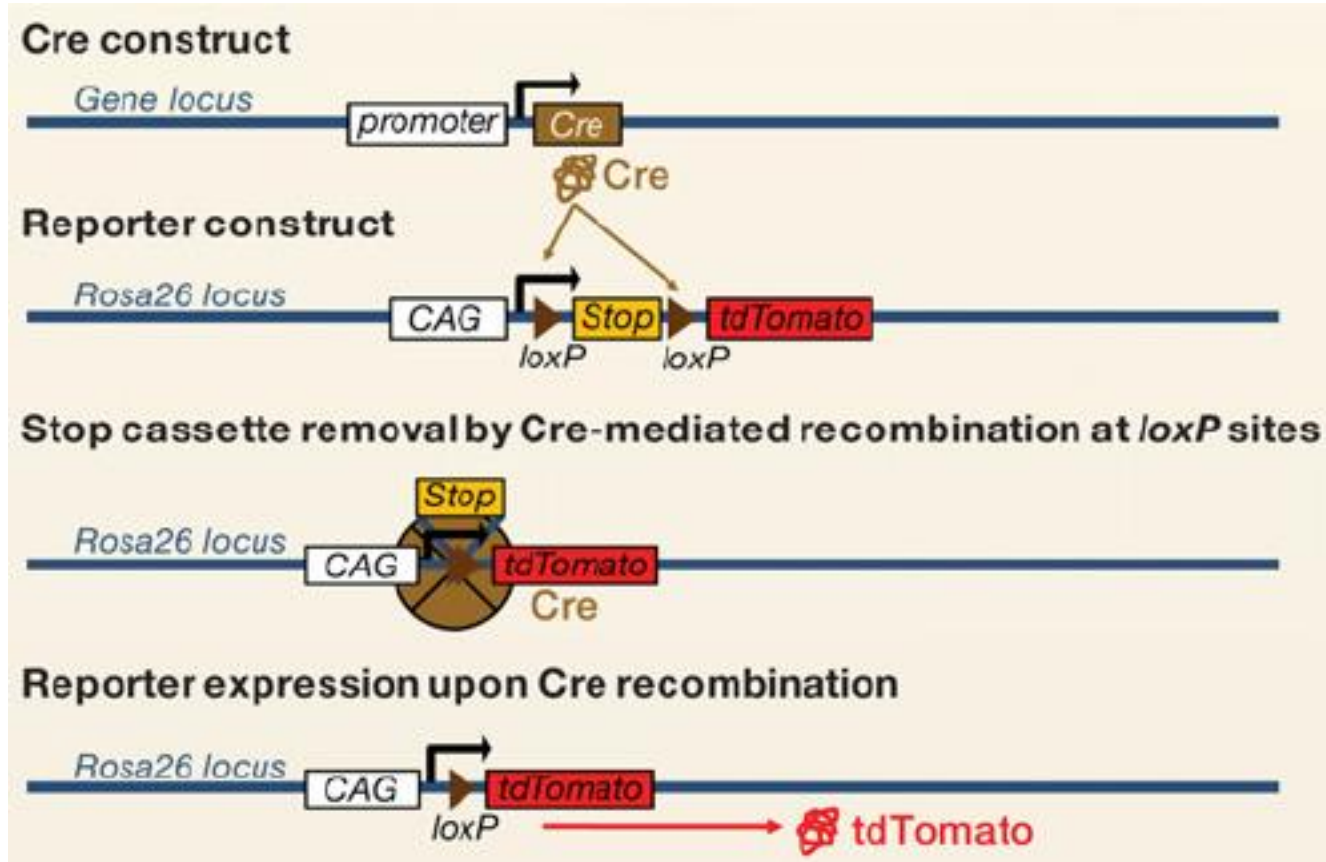 Cre construct
Gene locus
promoter Cre
Cre
Reporter construct
Rosa26 locus
CAG Stop tdTomato
loxP loxP
Stop cassette removal by Cre-mediated recombination at loxP sites
Stop
Rosa26 locus
CAG tdTomato
Cre
Reporter expression upon Cre recombination
Rosa26 locus
CAG tdTomato
loxP tdTomato